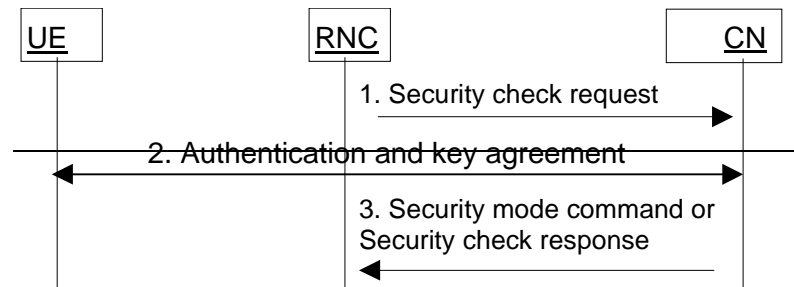 UE
RNC
CN
1. Security check request
2. Authentication and key agreement
3. Security mode command or
Security check response